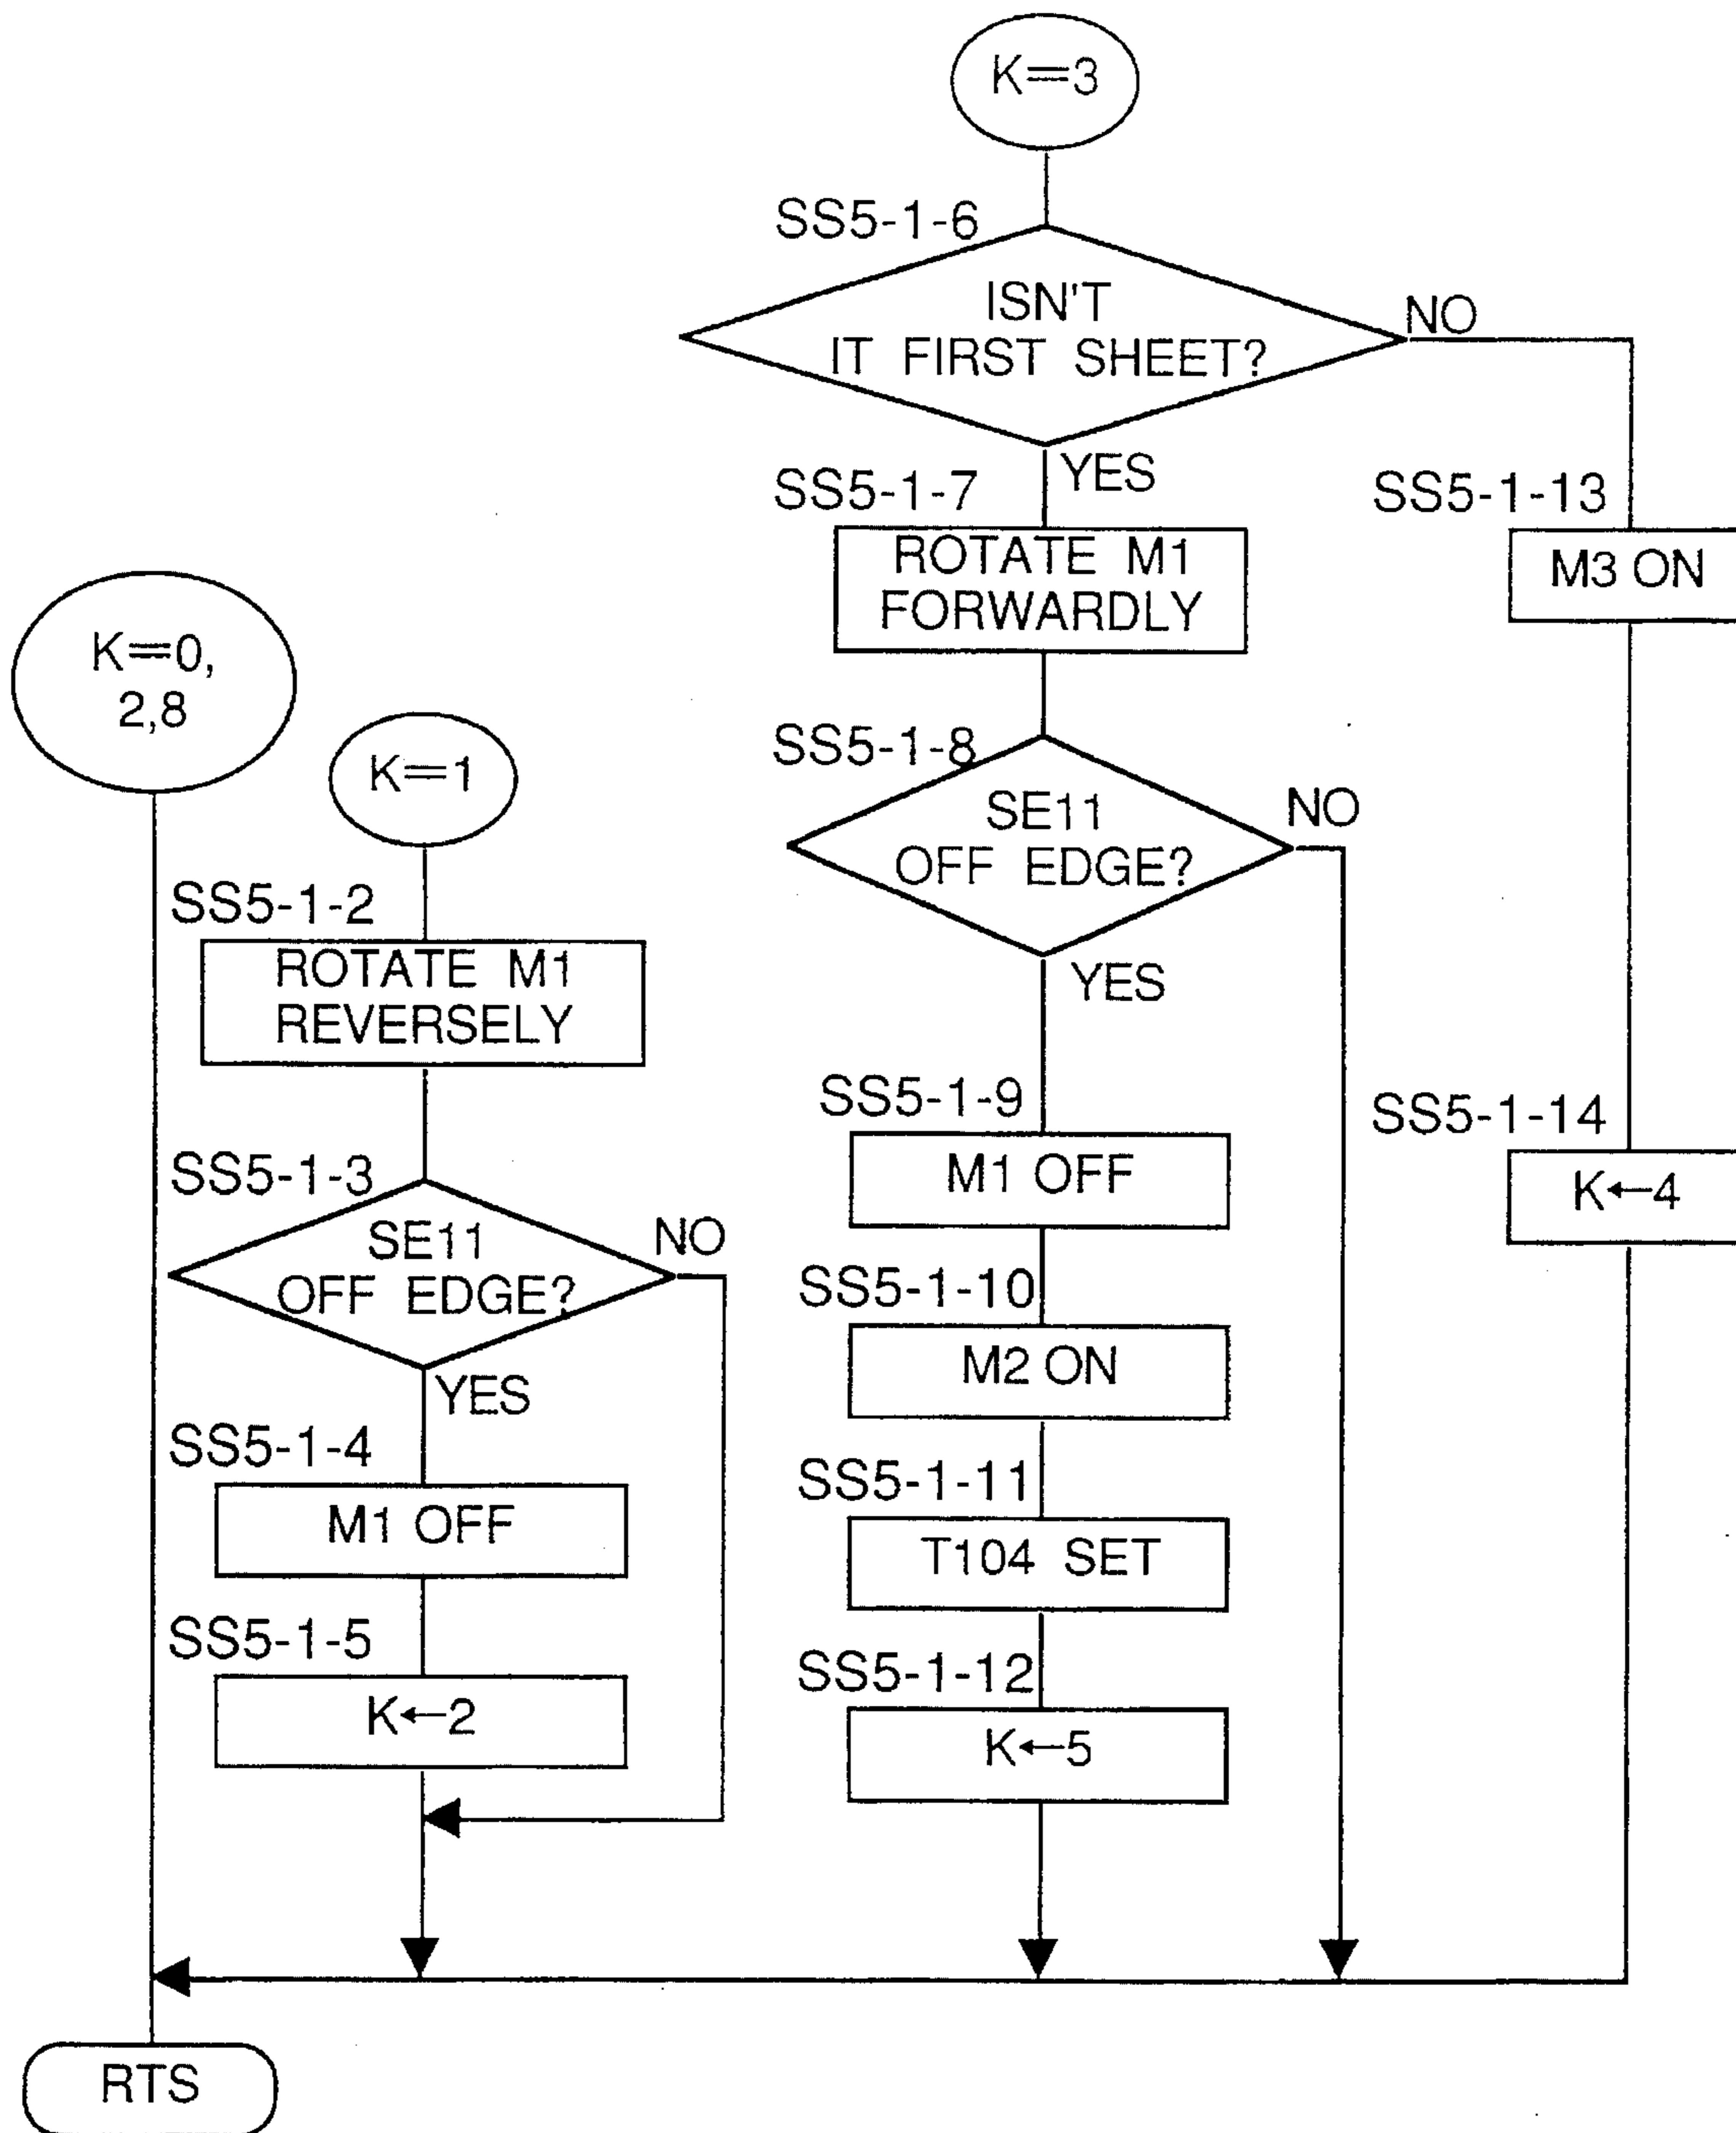 K=3
SS5-1-6
ISN'T
IT FIRST SHEET?
NO
YES
SS5-1-7
ROTATE M1
FORWARDLY
SS5-1-13
M3 ON
K=0,
2,8
K=1
SS5-1-8
SE11
OFF EDGE?
NO
YES
SS5-1-2
ROTATE M1
REVERSELY
SS5-1-3
SE11
OFF EDGE?
NO
YES
SS5-1-9
M1 OFF
SS5-1-14
K←4
SS5-1-10
M2 ON
SS5-1-4
M1 OFF
SS5-1-11
T104 SET
SS5-1-5
K←2
SS5-1-12
K←5
RTS